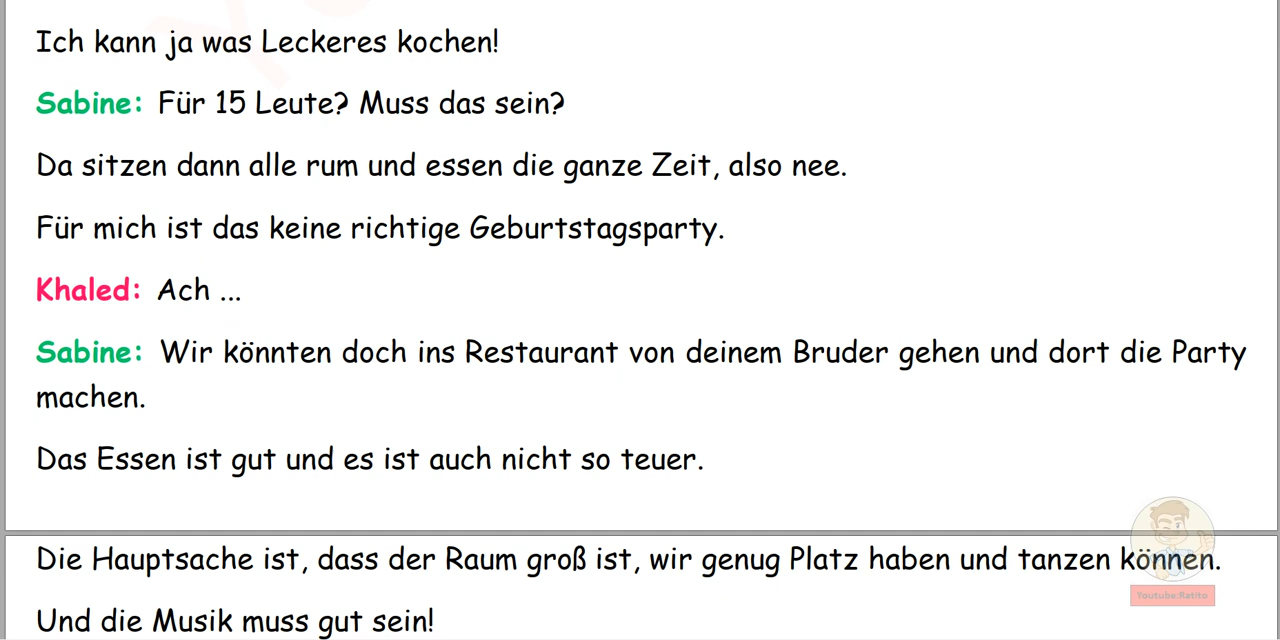 Ich kann ja was Leckeres kochen!
Sabine: Für 15 Leute? Muss das sein?
Da sitzen dann alle rum und essen die ganze Zeit, also nee.
Für mich ist das keine richtige Geburtstagsparty.
Khaled: Ach ...
Sabine: Wir könnten doch ins Restaurant von deinem Bruder gehen und dort die Party
machen.
Das Essen ist gut und es ist auch nicht so teuer.
Die Hauptsache ist, dass der Raum groß ist, wir genug Platz haben und tanzen können.
Youtube:Ratito
Und die Musik muss gut sein!